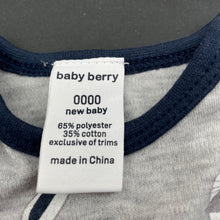 baby berry
0000
new baby
65% polyester
35% cotton
exclusive of trims
made in China